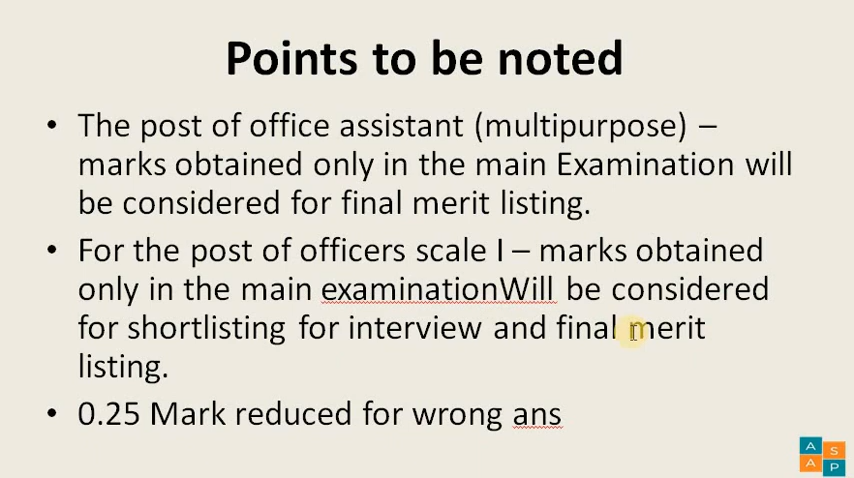 Points to be noted
• The post of office assistant (multipurpose) –
marks obtained only in the main Examination will
be considered for final merit listing.
• For the post of officers scale I – marks obtained
only in the main examinationWill be considered
for shortlisting for interview and final merit
listing.
• 0.25 Mark reduced for wrong ans
A S
A P